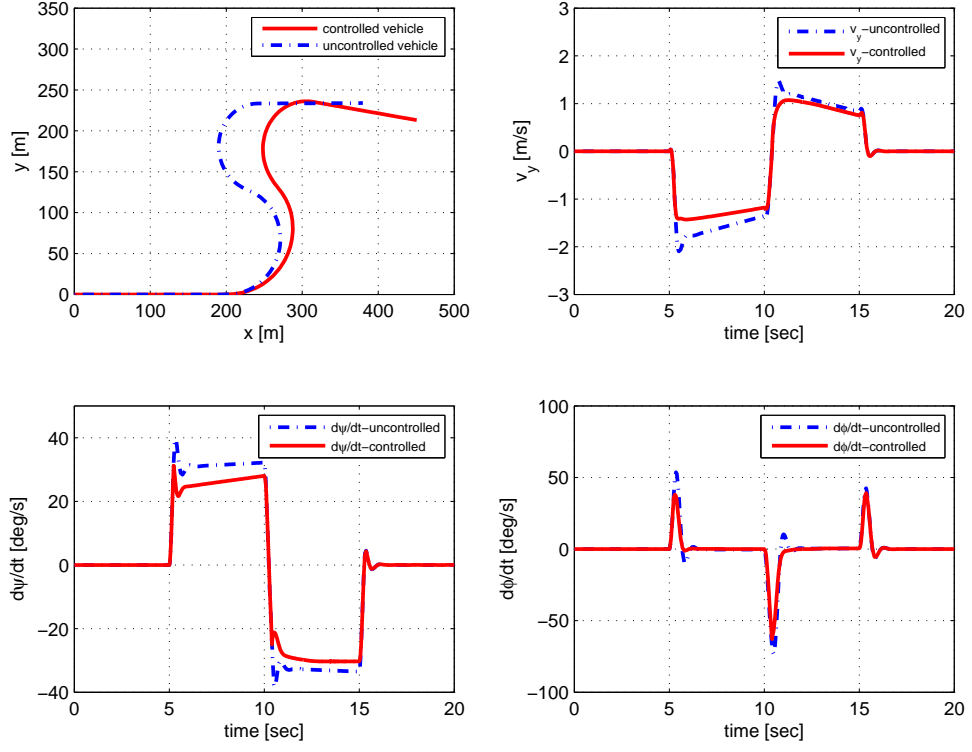 controlled vehicle
uncontrolled vehicle
300
250
200
150
100
50
0
y [m]
0 100 200 300 400 500
x [m]
v_y-uncontrolled
v_y-controlled
3
2
1
0
−1
−2
−3
v_y [m/s]
0 5 10 15 20
time [sec]
dψ/dt−uncontrolled
dψ/dt−controlled
40
20
0
−20
−40
dψ/dt [deg/s]
0 5 10 15 20
time [sec]
dϕ/dt−uncontrolled
dϕ/dt−controlled
100
50
0
−50
−100
dϕ/dt [deg/s]
0 5 10 15 20
time [sec]